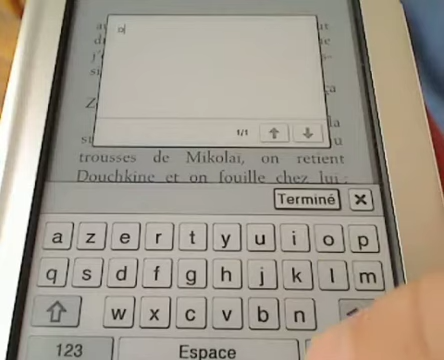 1/1
trousses de Mikolaï, on retient
Douchkine et on fouille chez lui ;
Terminé X
a z e r t y u i o p
q s d f g h j k l m
w x c v b n
123 Espace